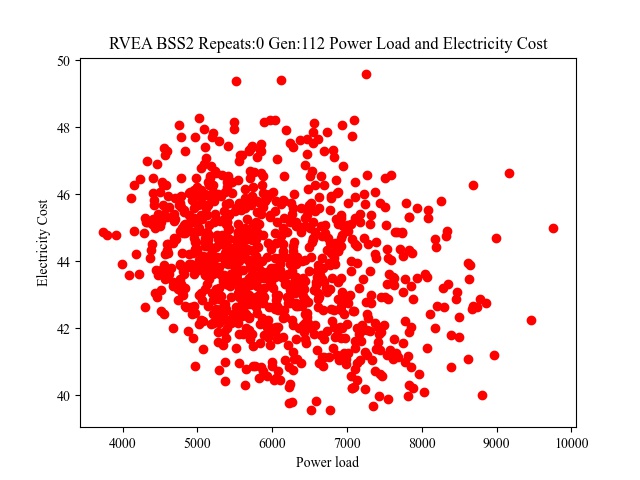 RVEA BSS2 Repeats:0 Gen:112 Power Load and Electricity Cost
50
48
46
44
42
40
Electricity Cost
4000 5000 6000 7000 8000 9000 10000
Power load